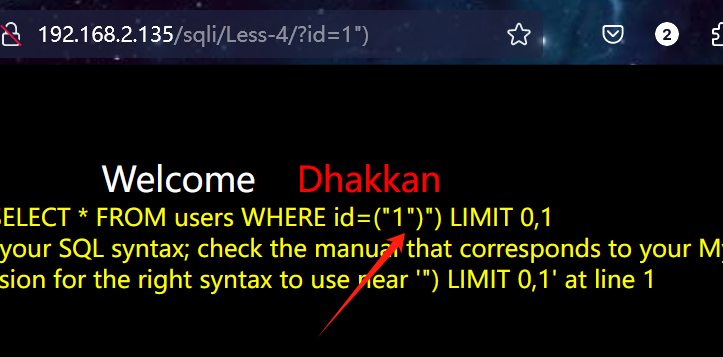 192.168.2.135/sqli/Less-4/?id=1")
2
Welcome Dhakkan
SELECT * FROM users WHERE id=("1")") LIMIT 0,1
your SQL syntax; check the manual that corresponds to your My
sion for the right syntax to use near '") LIMIT 0,1' at line 1